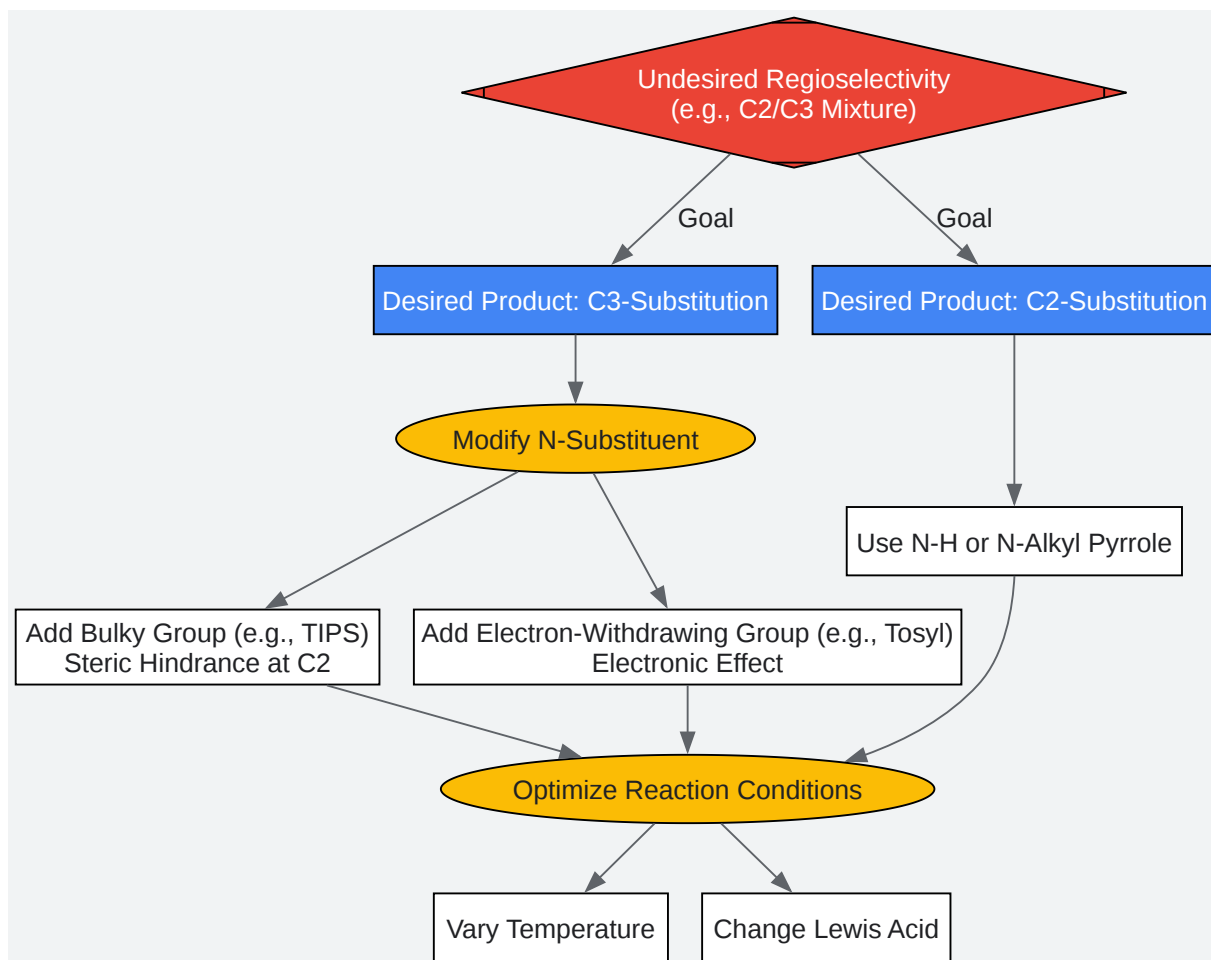 Undesired Regioselectivity
(e.g., C2/C3 Mixture)
Goal
Goal
Desired Product: C3-Substitution
Desired Product: C2-Substitution
Modify N-Substituent
Use N-H or N-Alkyl Pyrrole
Add Bulky Group (e.g., TIPS)
Steric Hindrance at C2
Add Electron-Withdrawing Group (e.g., Tosyl)
Electronic Effect
Optimize Reaction Conditions
Vary Temperature
Change Lewis Acid